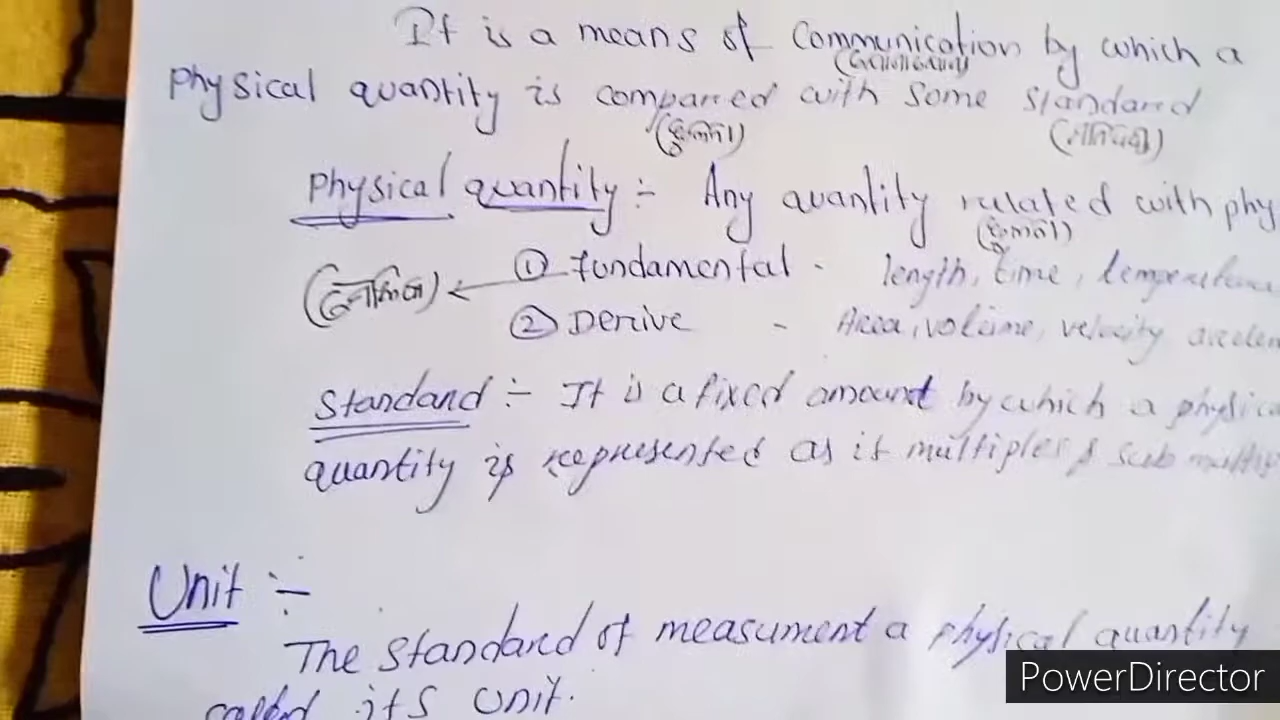 It is a means of communication by which a
physical quantity is compared with some standard
(তুলনা)
Physical quantity :- Any quantity related with phy
① fundamental - length, time, temperature
② Derive - Area, volume, velocity acceler
Standard :- It is a fixed amount by which a physica
quantity is represented as it multiples & sub multip
Unit :-
The Standard of measument a physical quantity
called its Unit.
PowerDirector